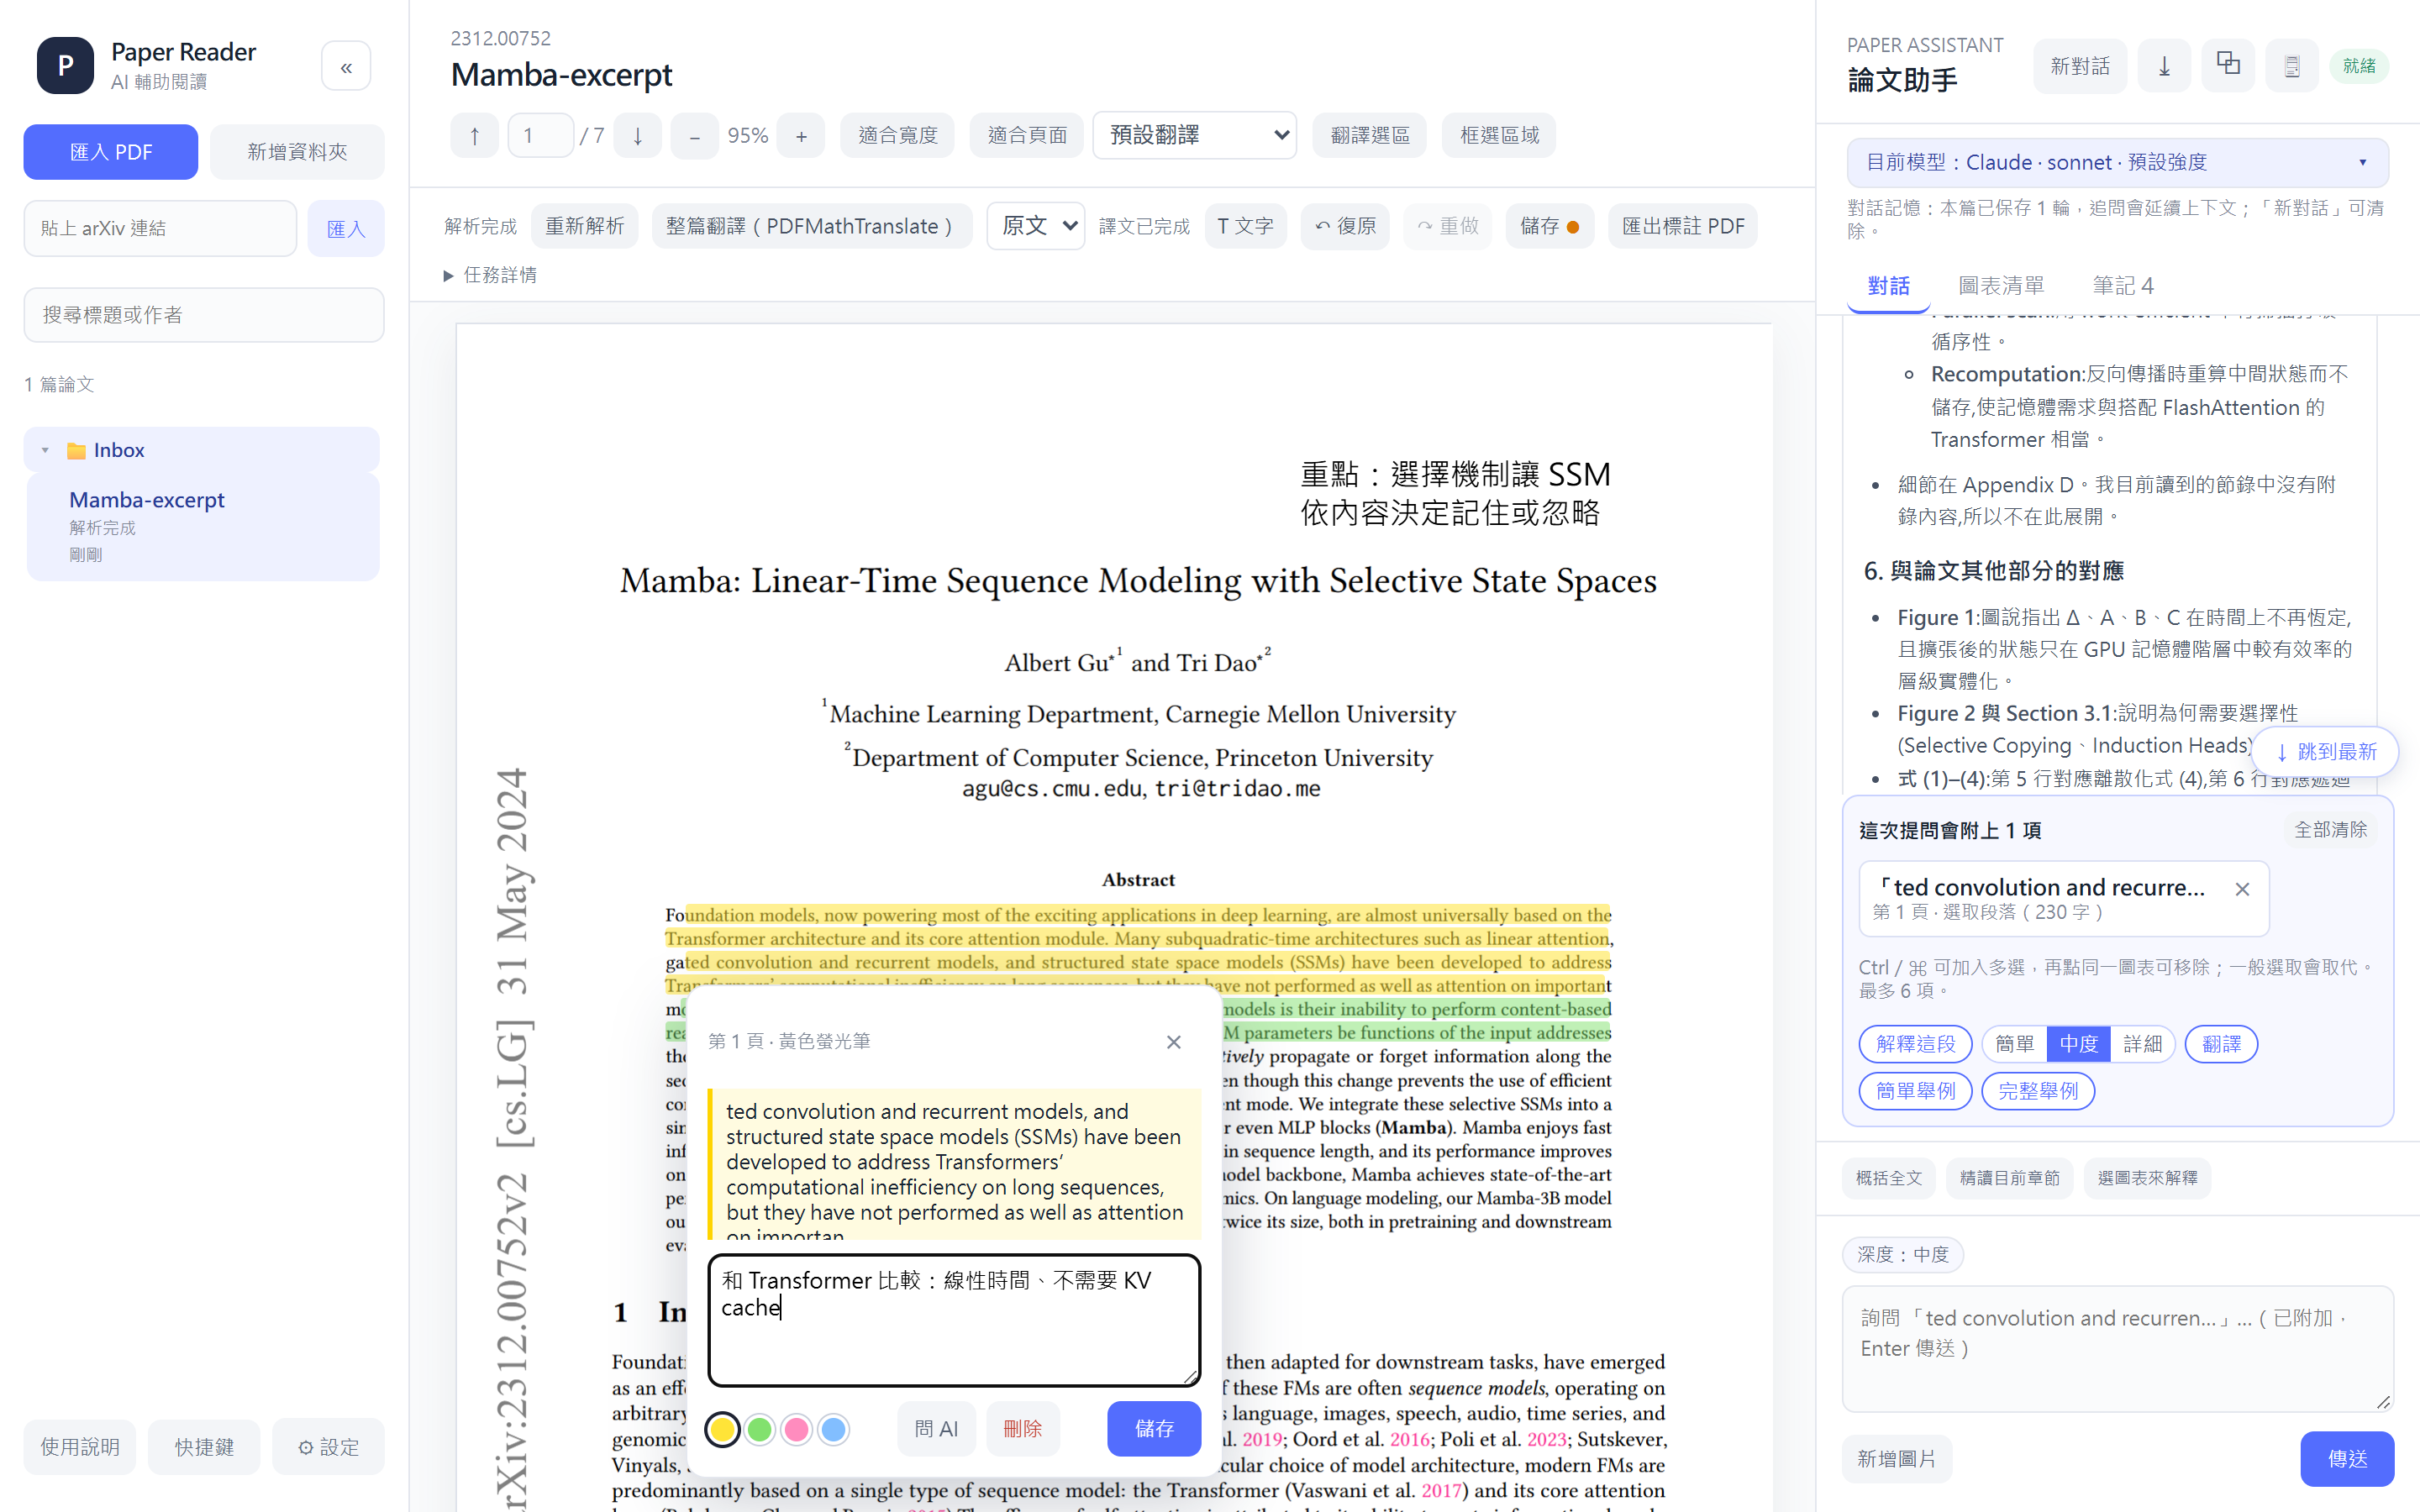 P
Paper Reader
AI 輔助閱讀
«
匯入 PDF
新增資料夾
貼上 arXiv 連結
匯入
搜尋標題或作者
1 篇論文
Inbox
Mamba-excerpt
解析完成
剛剛
使用說明
快捷鍵
⚙ 設定
2312.00752
Mamba-excerpt
↑
1
/ 7
↓
−
95%
+
適合寬度
適合頁面
預設翻譯
翻譯選區
框選區域
解析完成
重新解析
整篇翻譯（PDFMathTranslate）
原文
譯文已完成
T 文字
↶ 復原
↷ 重做
儲存
匯出標註 PDF
▶ 任務詳情
重點：選擇機制讓 SSM
依內容決定記住或忽略
Mamba: Linear-Time Sequence Modeling with Selective State Spaces
Albert Gu*1 and Tri Dao*2
1Machine Learning Department, Carnegie Mellon University
2Department of Computer Science, Princeton University
agu@cs.cmu.edu, tri@tridao.me
arXiv:2312.00752v2 [cs.LG] 31 May 2024
Abstract
Foundation models, now powering most of the exciting applications in deep learning, are almost universally based on the
Transformer architecture and its core attention module. Many subquadratic-time architectures such as linear attention,
gated convolution and recurrent models, and structured state space models (SSMs) have been developed to address
Transformers' computational inefficiency on long sequences, but they have not performed as well as attention on important
models is their inability to perform content-based
parameters be functions of the input addresses
propagate or forget information along the
though this change prevents the use of efficient
mode. We integrate these selective SSMs into a
even MLP blocks (Mamba). Mamba enjoys fast
in sequence length, and its performance improves
model backbone, Mamba achieves state-of-the-art
On language modeling, our Mamba-3B model
twice its size, both in pretraining and downstream
1 In
then adapted for downstream tasks, have emerged
as an
of these FMs are often sequence models, operating on
arbitrary
language, images, speech, audio, time series, and
2019; Oord et al. 2016; Poli et al. 2023; Sutskever,
Vinyals,
choice of model architecture, modern FMs are
predominantly based on a single type of sequence model: the Transformer (Vaswani et al. 2017) and its core attention
第 1 頁 · 黃色螢光筆
×
ted convolution and recurrent models, and
structured state space models (SSMs) have been
developed to address Transformers'
computational inefficiency on long sequences,
but they have not performed as well as attention
on importan
和 Transformer 比較：線性時間、不需要 KV
cache
問 AI
刪除
儲存
PAPER ASSISTANT
論文助手
新對話
就緒
目前模型：Claude · sonnet · 預設強度
對話記憶：本篇已保存 1 輪，追問會延續上下文；「新對話」可清
除。
對話
圖表清單
筆記 4
循序性。
Recomputation:反向傳播時重算中間狀態而不
儲存,使記憶體需求與搭配 FlashAttention 的
Transformer 相當。
細節在 Appendix D。我目前讀到的節錄中沒有附
錄內容,所以不在此展開。
6. 與論文其他部分的對應
Figure 1:圖說指出 Δ、A、B、C 在時間上不再恆定,
且擴張後的狀態只在 GPU 記憶體階層中較有效率的
層級實體化。
Figure 2 與 Section 3.1:說明為何需要選擇性
(Selective Copying、Induction Heads)
式 (1)–(4):第 5 行對應離散化式 (4),第 6 行對應遞迴
↓ 跳到最新
這次提問會附上 1 項
全部清除
「ted convolution and recurre...
×
第 1 頁 · 選取段落（230 字）
Ctrl / ⌘ 可加入多選，再點同一圖表可移除；一般選取會取代。
最多 6 項。
解釋這段
簡單
中度
詳細
翻譯
簡單舉例
完整舉例
概括全文
精讀目前章節
選圖表來解釋
深度：中度
詢問 「ted convolution and recurren...」...（已附加，
Enter 傳送）
新增圖片
傳送